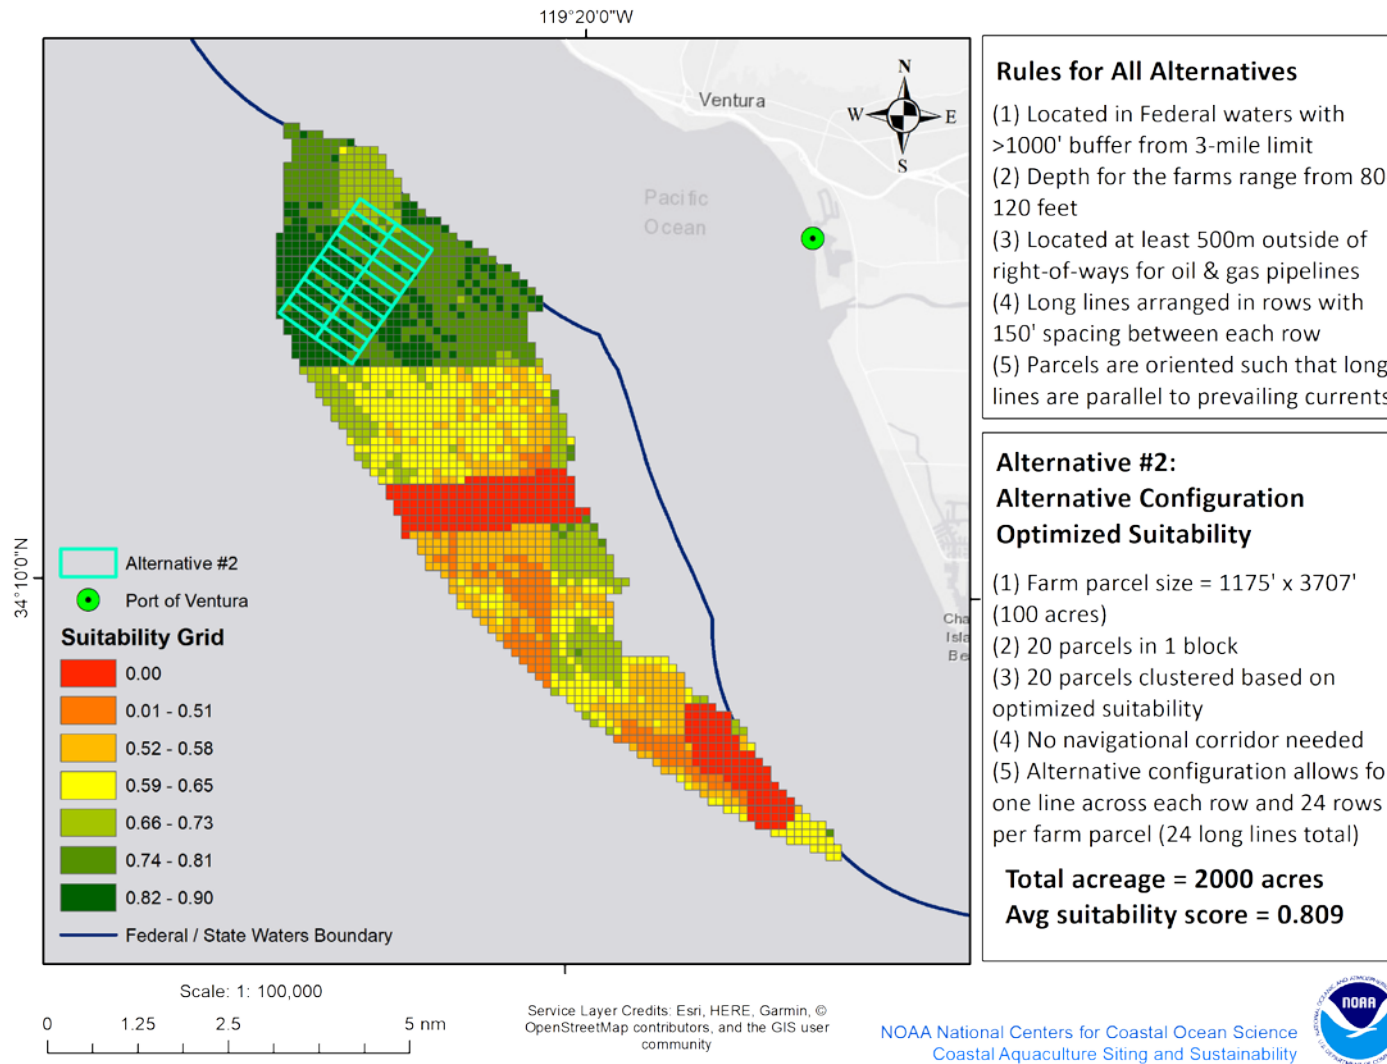 119°20'0"W
Ventura
N
W
E
S
Pacific
Ocean
34°10'0"N
Cha
Isla
Be
Alternative #2
Port of Ventura
Suitability Grid
0.00
0.01 - 0.51
0.52 - 0.58
0.59 - 0.65
0.66 - 0.73
0.74 - 0.81
0.82 - 0.90
Federal / State Waters Boundary
Scale: 1: 100,000
0 1.25 2.5 5 nm
Service Layer Credits: Esri, HERE, Garmin, ©
OpenStreetMap contributors, and the GIS user
community
Rules for All Alternatives
(1) Located in Federal waters with
>1000' buffer from 3-mile limit
(2) Depth for the farms range from 80
120 feet
(3) Located at least 500m outside of
right-of-ways for oil & gas pipelines
(4) Long lines arranged in rows with
150' spacing between each row
(5) Parcels are oriented such that long
lines are parallel to prevailing currents
Alternative #2:
Alternative Configuration
Optimized Suitability
(1) Farm parcel size = 1175' x 3707'
(100 acres)
(2) 20 parcels in 1 block
(3) 20 parcels clustered based on
optimized suitability
(4) No navigational corridor needed
(5) Alternative configuration allows fo
one line across each row and 24 rows
per farm parcel (24 long lines total)
Total acreage = 2000 acres
Avg suitability score = 0.809
NOAA National Centers for Coastal Ocean Science
Coastal Aquaculture Siting and Sustainability
NOAA